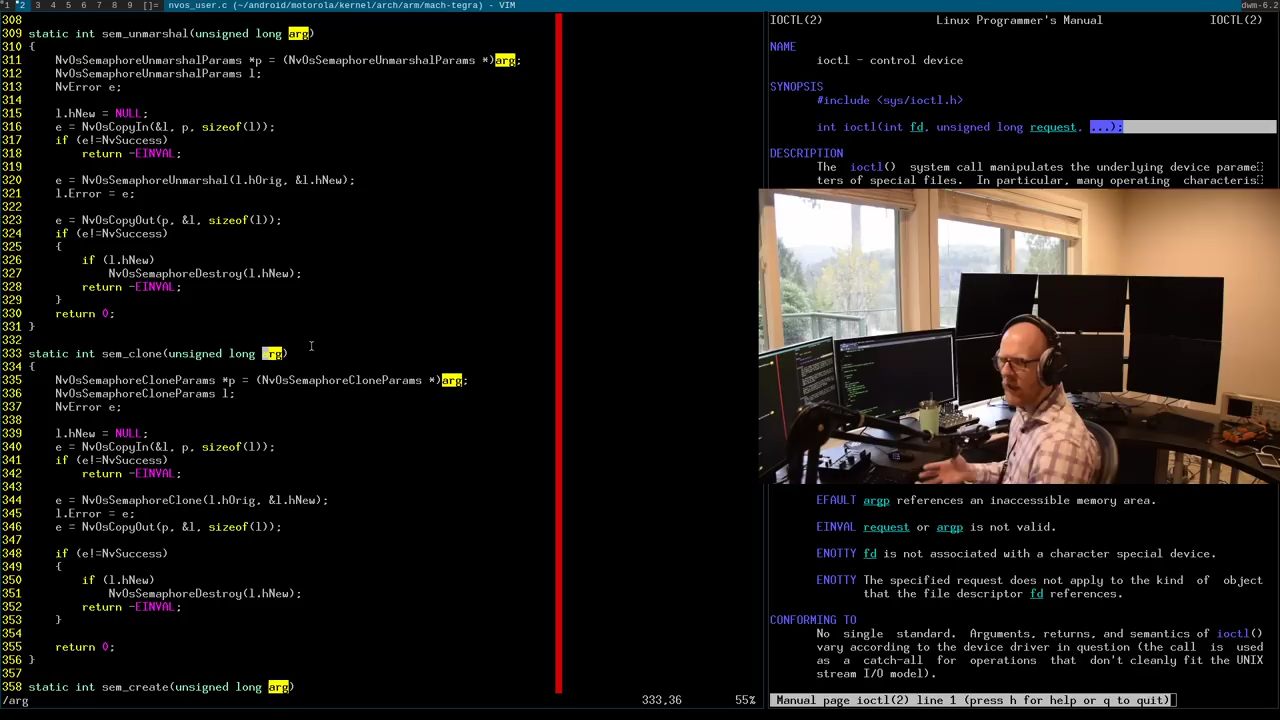 1 2 3 4 5 6 7 8 9 []= nvos_user.c (~/android/motorola/kernel/arch/arm/mach-tegra) - VIM
dwm-6.2
308
309 static int sem_unmarshal(unsigned long arg)
310 {
311     NvOsSemaphoreUnmarshalParams *p = (NvOsSemaphoreUnmarshalParams *)arg;
312     NvOsSemaphoreUnmarshalParams l;
313     NvError e;
314
315     l.hNew = NULL;
316     e = NvOsCopyIn(&l, p, sizeof(l));
317     if (e!=NvSuccess)
318         return -EINVAL;
319
320     e = NvOsSemaphoreUnmarshal(l.hOrig, &l.hNew);
321     l.Error = e;
322
323     e = NvOsCopyOut(p, &l, sizeof(l));
324     if (e!=NvSuccess)
325     {
326         if (l.hNew)
327             NvOsSemaphoreDestroy(l.hNew);
328         return -EINVAL;
329     }
330     return 0;
331 }
332
333 static int sem_clone(unsigned long arg)
334 {
335     NvOsSemaphoreCloneParams *p = (NvOsSemaphoreCloneParams *)arg;
336     NvOsSemaphoreCloneParams l;
337     NvError e;
338
339     l.hNew = NULL;
340     e = NvOsCopyIn(&l, p, sizeof(l));
341     if (e!=NvSuccess)
342         return -EINVAL;
343
344     e = NvOsSemaphoreClone(l.hOrig, &l.hNew);
345     l.Error = e;
346     e = NvOsCopyOut(p, &l, sizeof(l));
347
348     if (e!=NvSuccess)
349     {
350         if (l.hNew)
351             NvOsSemaphoreDestroy(l.hNew);
352         return -EINVAL;
353     }
354
355     return 0;
356 }
357
358 static int sem_create(unsigned long arg)
/arg 333,36 55%
IOCTL(2) Linux Programmer's Manual IOCTL(2)
NAME
ioctl - control device
SYNOPSIS
#include <sys/ioctl.h>
int ioctl(int fd, unsigned long request, ...);
DESCRIPTION
The ioctl() system call manipulates the underlying device parame
ters of special files. In particular, many operating characteris
EFAULT argp references an inaccessible memory area.
EINVAL request or argp is not valid.
ENOTTY fd is not associated with a character special device.
ENOTTY The specified request does not apply to the kind of object
that the file descriptor fd references.
CONFORMING TO
No single standard. Arguments, returns, and semantics of ioctl()
vary according to the device driver in question (the call is used
as a catch-all for operations that don't cleanly fit the UNIX
stream I/O model).
Manual page ioctl(2) line 1 (press h for help or q to quit)